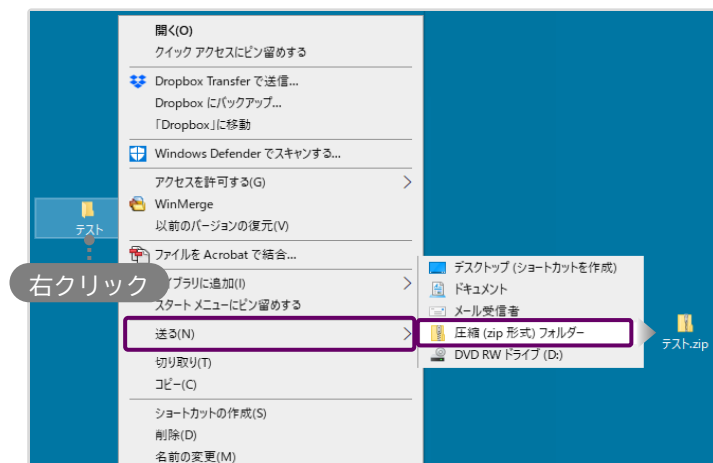 開く(O)
クイック アクセスにピン留めする
Dropbox Transfer で送信...
Dropbox にバックアップ...
「Dropbox」に移動
Windows Defender でスキャンする...
アクセスを許可する(G)
WinMerge
以前のバージョンの復元(V)
テスト
ファイルを Acrobat で結合...
右クリック
イブラリに追加(I)
スタート メニューにピン留めする
送る(N)
切り取り(T)
コピー(C)
ショートカットの作成(S)
削除(D)
名前の変更(M)
デスクトップ (ショートカットを作成)
ドキュメント
メール受信者
圧縮 (zip 形式) フォルダー
DVD RW ドライブ (D:)
テスト.zip